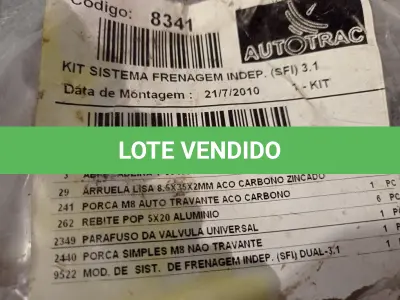 Código: 8341
AUTOTRAC
KIT SISTEMA FRENAGEM INDEP. (SFI) 3.1
Data de Montagem : 21/7/2010 - KIT
LOTE VENDIDO
29 ARRUELA LISA 8.5X35X2MM ACO CARBONO ZINCADO 1 PC
241 PORCA M8 AUTO TRAVANTE ACO CARBONO 6 PC
262 REBITE POP 5X20 ALUMINIO 1
2349 PARAFUSO DA VALVULA UNIVERSAL 1
2440 PORCA SIMPLES M8 NAO TRAVANTE 1
9522 MOD. DE SIST. DE FRENAGEM INDEP. (SFI) DUAL-3.1